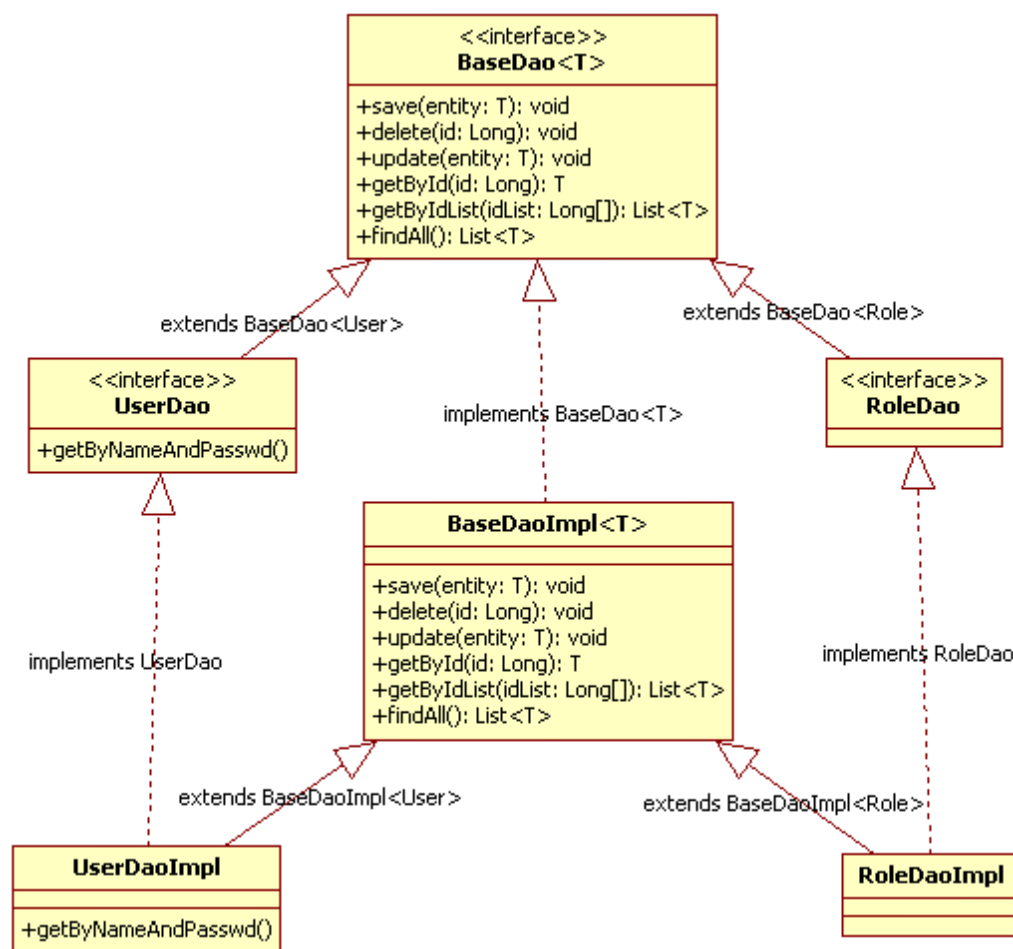 <<interface>>
BaseDao<T>
+save(entity: T): void
+delete(id: Long): void
+update(entity: T): void
+getById(id: Long): T
+getByIdList(idList: Long[]): List<T>
+findAll(): List<T>
extends BaseDao<User>
extends BaseDao<Role>
<<interface>>
UserDao
+getByNameAndPasswd()
implements BaseDao<T>
<<interface>>
RoleDao
BaseDaoImpl<T>
+save(entity: T): void
+delete(id: Long): void
+update(entity: T): void
+getById(id: Long): T
+getByIdList(idList: Long[]): List<T>
+findAll(): List<T>
implements UserDao
implements RoleDao
extends BaseDaoImpl<User>
extends BaseDaoImpl<Role>
UserDaoImpl
+getByNameAndPasswd()
RoleDaoImpl